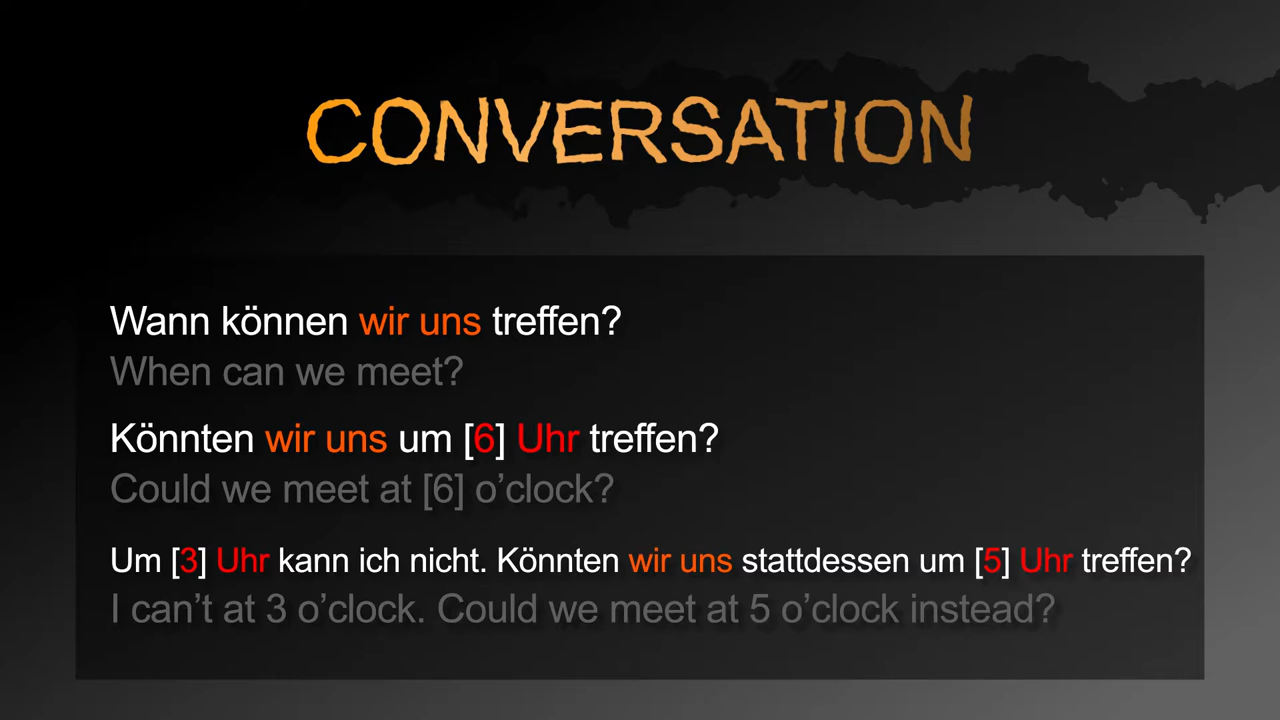 CONVERSATION
Wann können wir uns treffen?
When can we meet?
Könnten wir uns um [6] Uhr treffen?
Could we meet at [6] o’clock?
Um [3] Uhr kann ich nicht. Könnten wir uns stattdessen um [5] Uhr treffen?
I can’t at 3 o’clock. Could we meet at 5 o’clock instead?